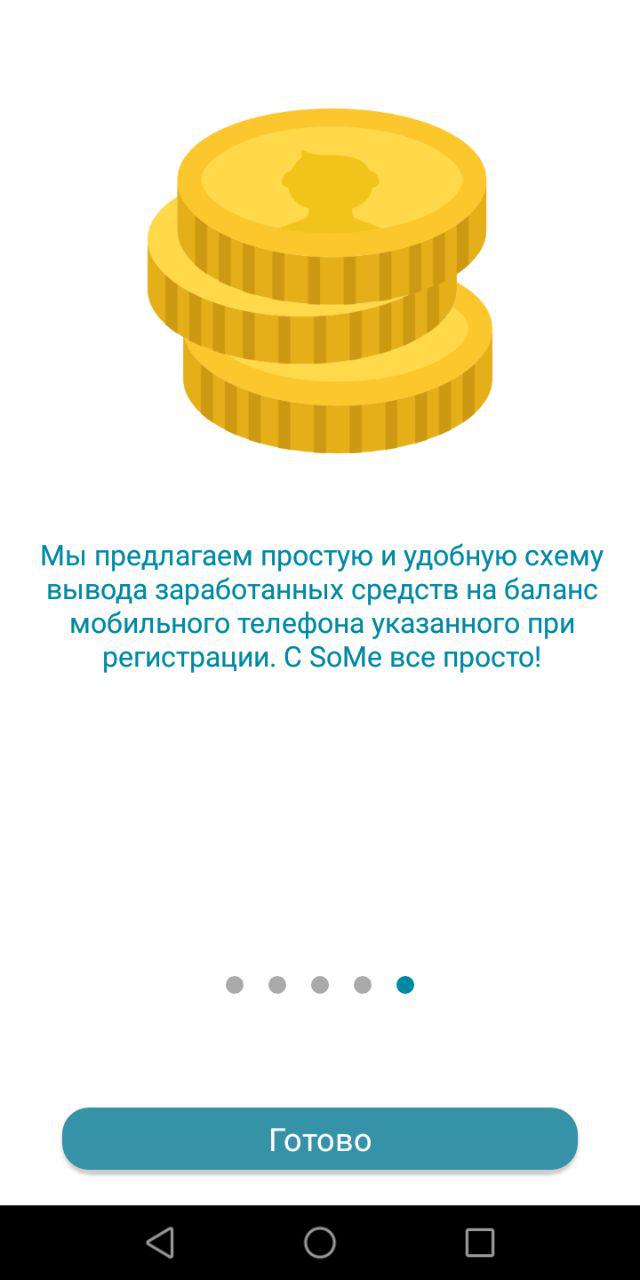 Мы предлагаем простую и удобную схему
вывода заработанных средств на баланс
мобильного телефона указанного при
регистрации. С SoMe все просто!
Готово